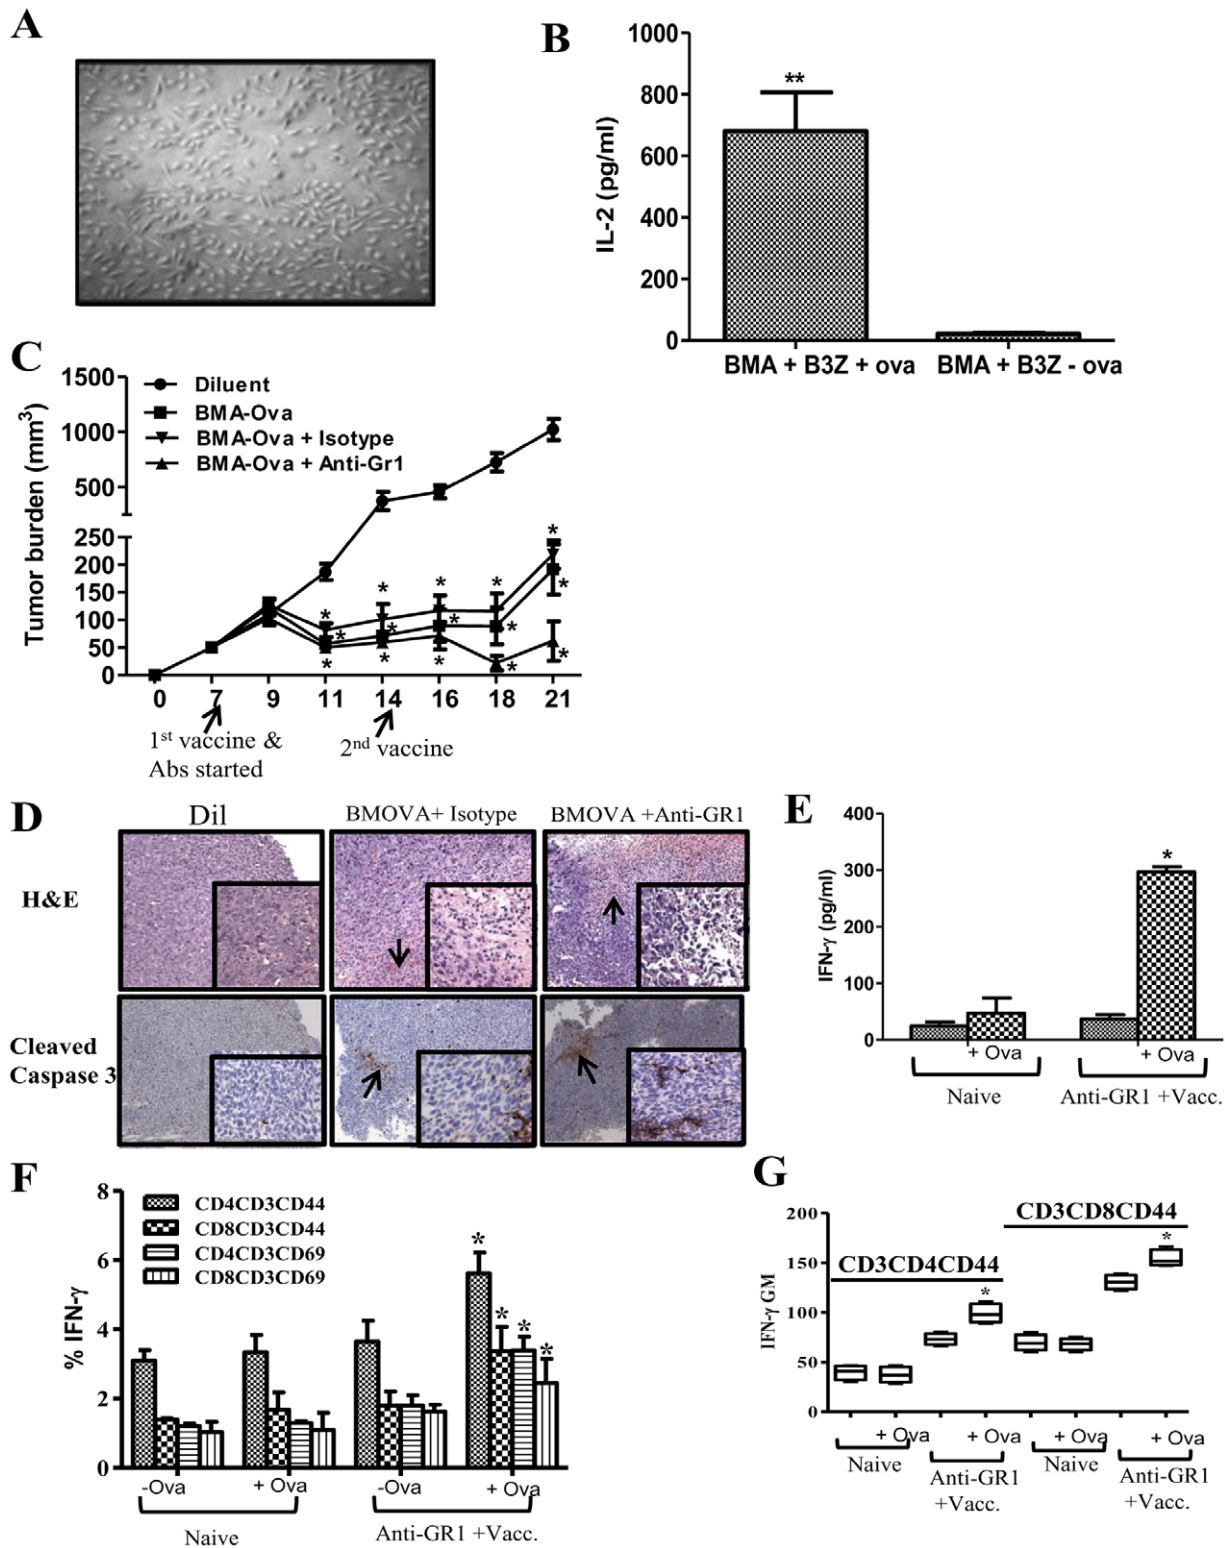 A
B
1000
800
600
400
200
0
IL-2 (pg/ml)
**
BMA + B3Z + ova
BMA + B3Z - ova
C
1500
1000
500
250
200
150
100
50
0
Tumor burden (mm3)
Diluent
BMA-Ova
BMA-Ova + Isotype
BMA-Ova + Anti-Gr1
* * * * *
* * * * *
* * * * *
0 7 9 11 14 16 18 21
1st vaccine &
Abs started
2nd vaccine
D
Dil
BMOVA+ Isotype
BMOVA +Anti-GR1
H&E
Cleaved
Caspase 3
E
400
300
200
100
0
IFN-γ (pg/ml)
*
+ Ova
+ Ova
Naive
Anti-GR1 +Vacc.
F
8
6
4
2
0
% IFN-γ
CD4CD3CD44
CD8CD3CD44
CD4CD3CD69
CD8CD3CD69
* * * *
-Ova
+ Ova
-Ova
+ Ova
Naive
Anti-GR1 +Vacc.
G
200
150
100
50
0
IFN-γ GM
CD3CD8CD44
*
CD3CD4CD44
*
+ Ova
+ Ova
+ Ova
+ Ova
Naive
Anti-GR1
+Vacc.
Naive
Anti-GR1
+Vacc.